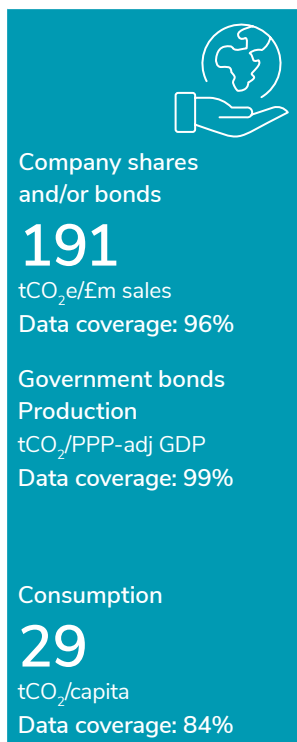 Company shares
and/or bonds
191
tCO₂e/£m sales
Data coverage: 96%
Government bonds
Production
tCO₂/PPP-adj GDP
Data coverage: 99%
Consumption
29
tCO₂/capita
Data coverage: 84%